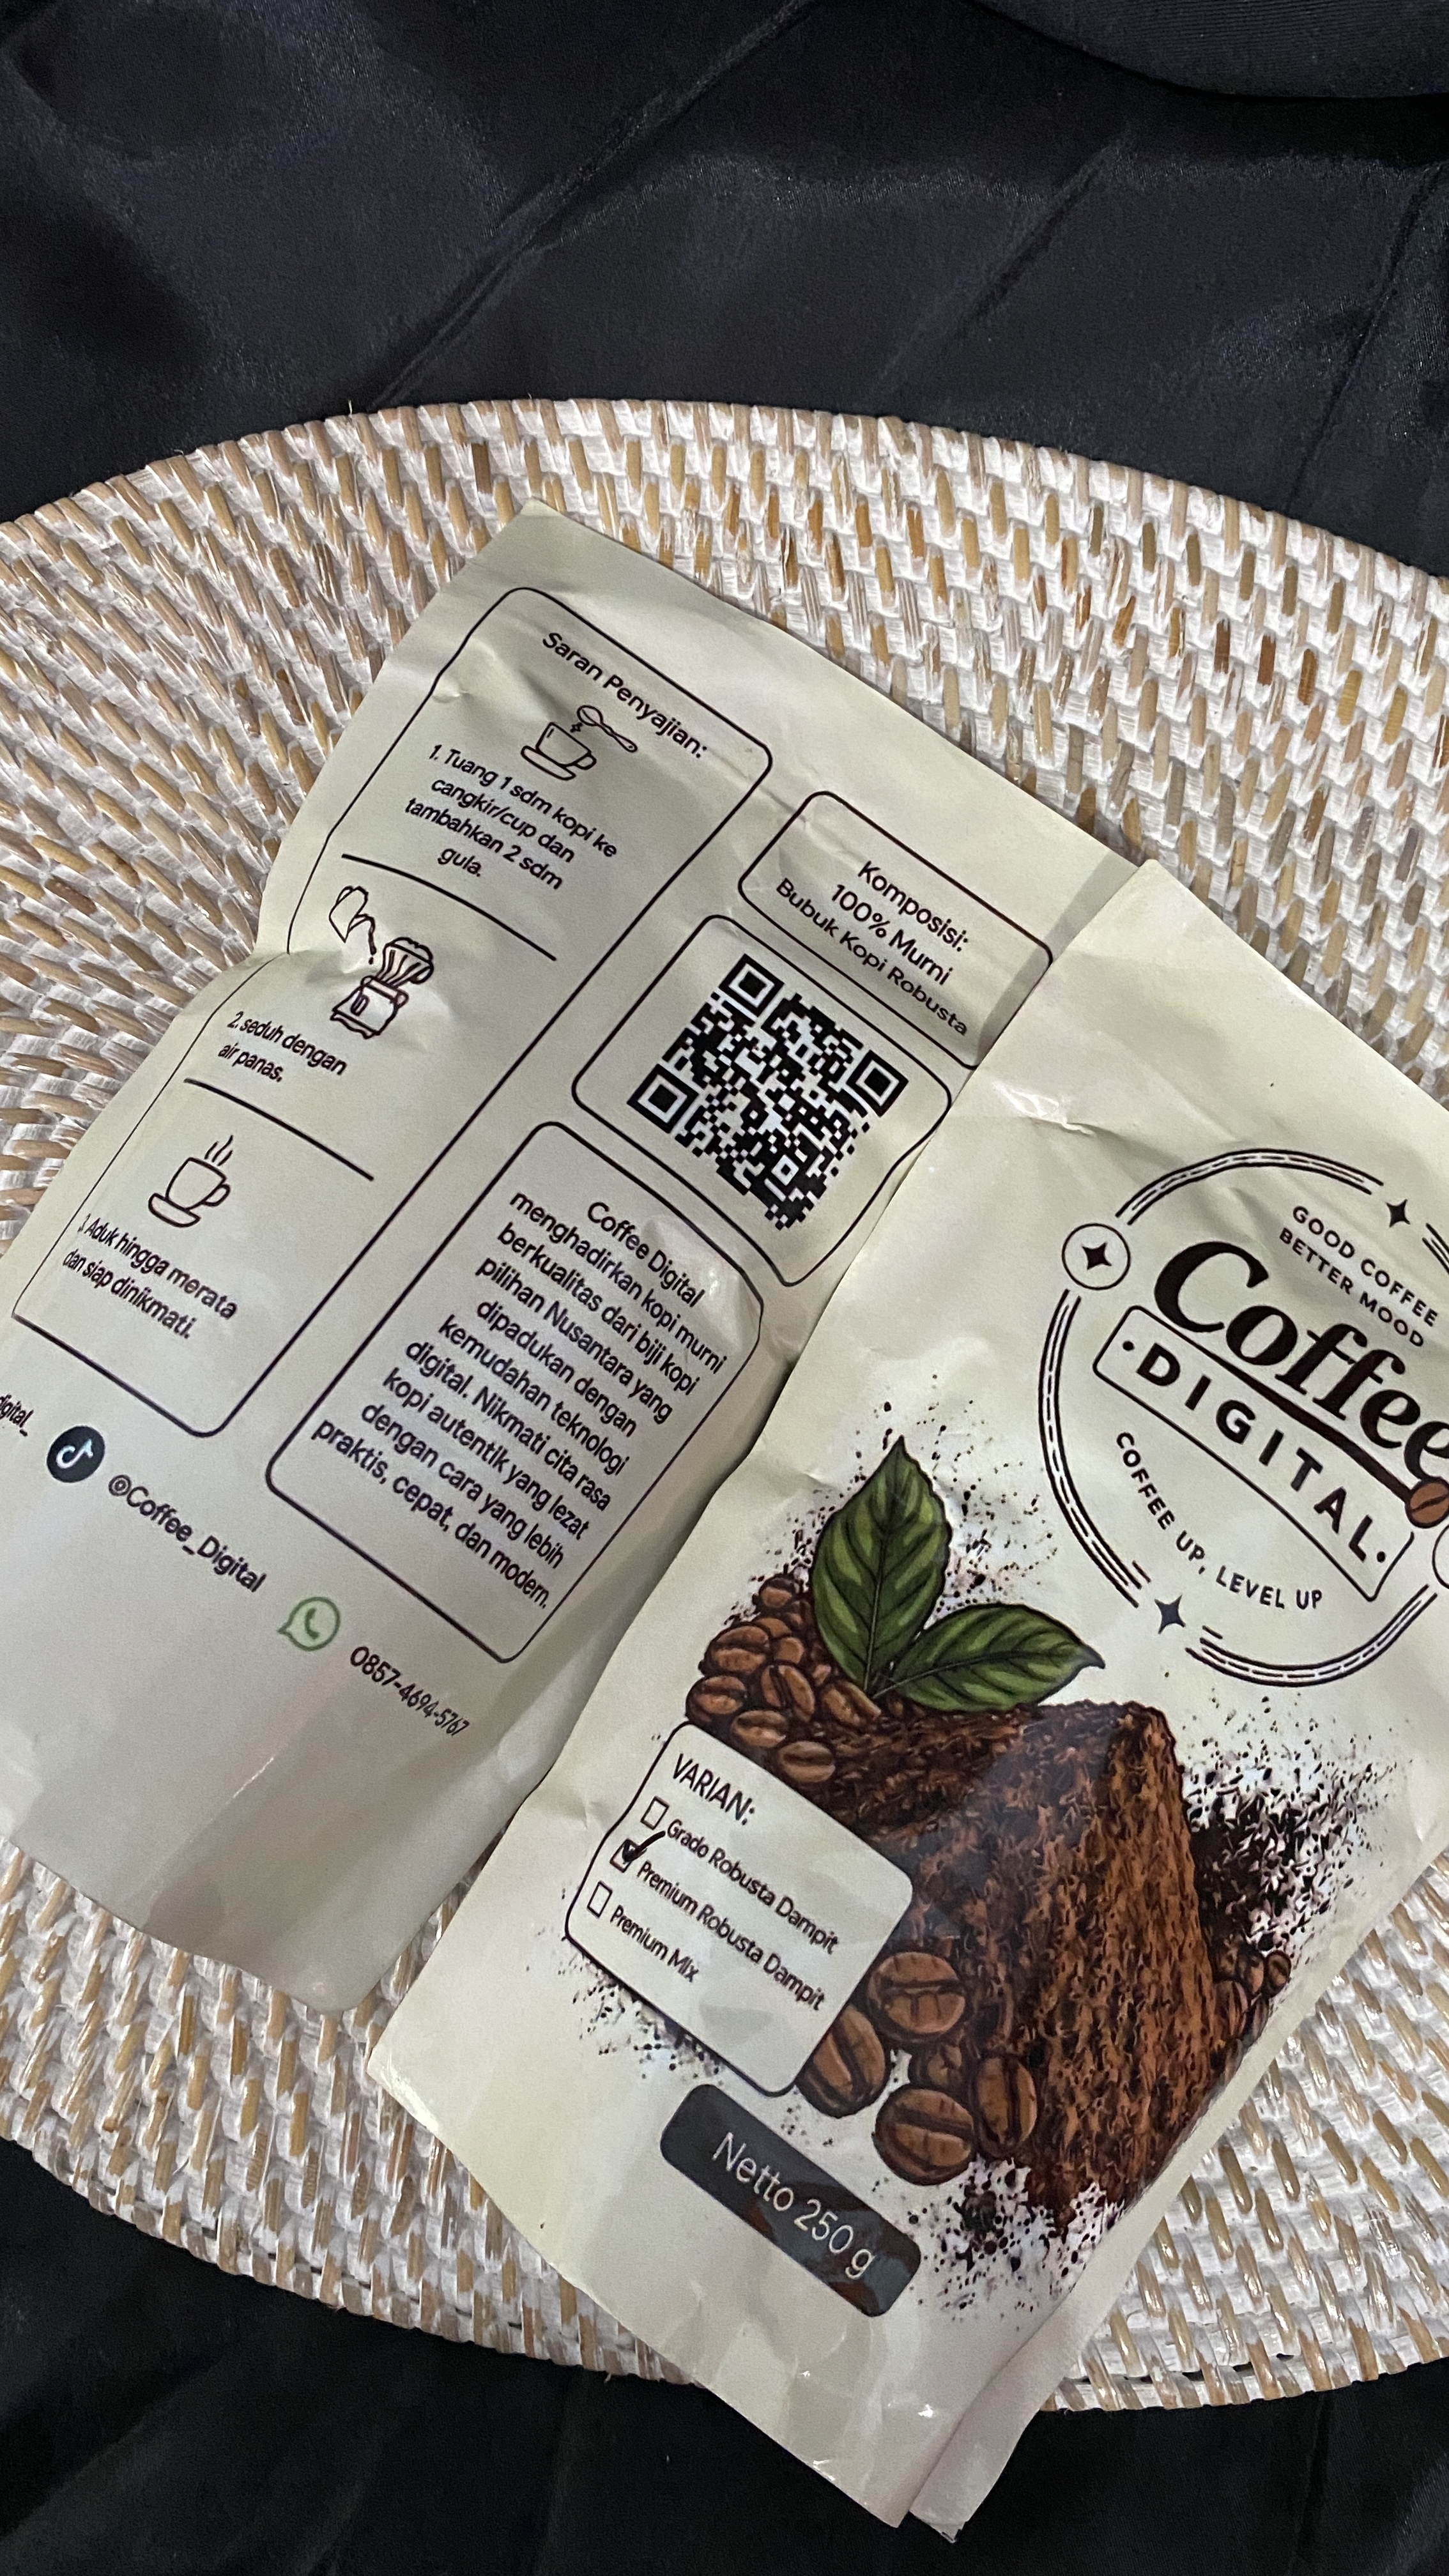 Saran Penyajian:
1. Tuang 1 sdm kopi ke
cangkir/cup dan
tambahkan 2 sdm
gula.
2. seduh dengan
air panas.
3. Aduk hingga merata
dan siap dinikmati.
Komposisi:
100% Murni
Bubuk Kopi Robusta
Coffee Digital
menghadirkan kopi murni
berkualitas dari biji kopi
pilihan Nusantara yang
dipadukan dengan
kemudahan teknologi
digital. Nikmati cita rasa
kopi autentik yang lezat
dengan cara yang lebih
praktis, cepat, dan modern.
digital_
@Coffee_Digital
0857-4694-5767
GOOD COFFEE
BETTER MOOD
Coffee
·DIGITAL·
COFFEE UP, LEVEL UP
VARIAN:
Grado Robusta Dampit
Premium Robusta Dampit
Premium Mix
Netto 250 g